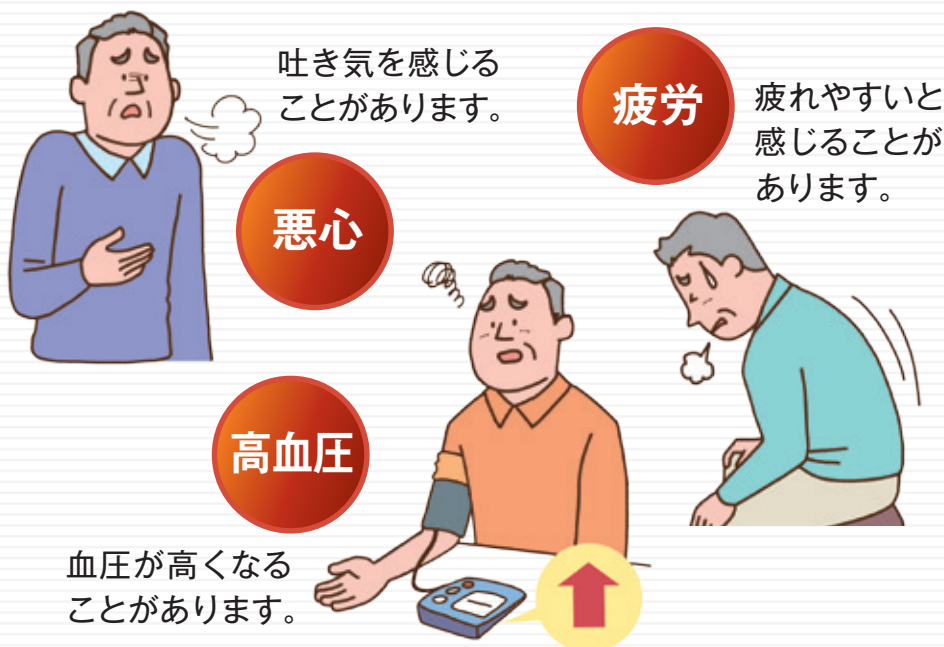 悪心
吐き気を感じる
ことがあります。
疲労
疲れやすいと
感じることが
あります。
高血圧
血圧が高くなる
ことがあります。